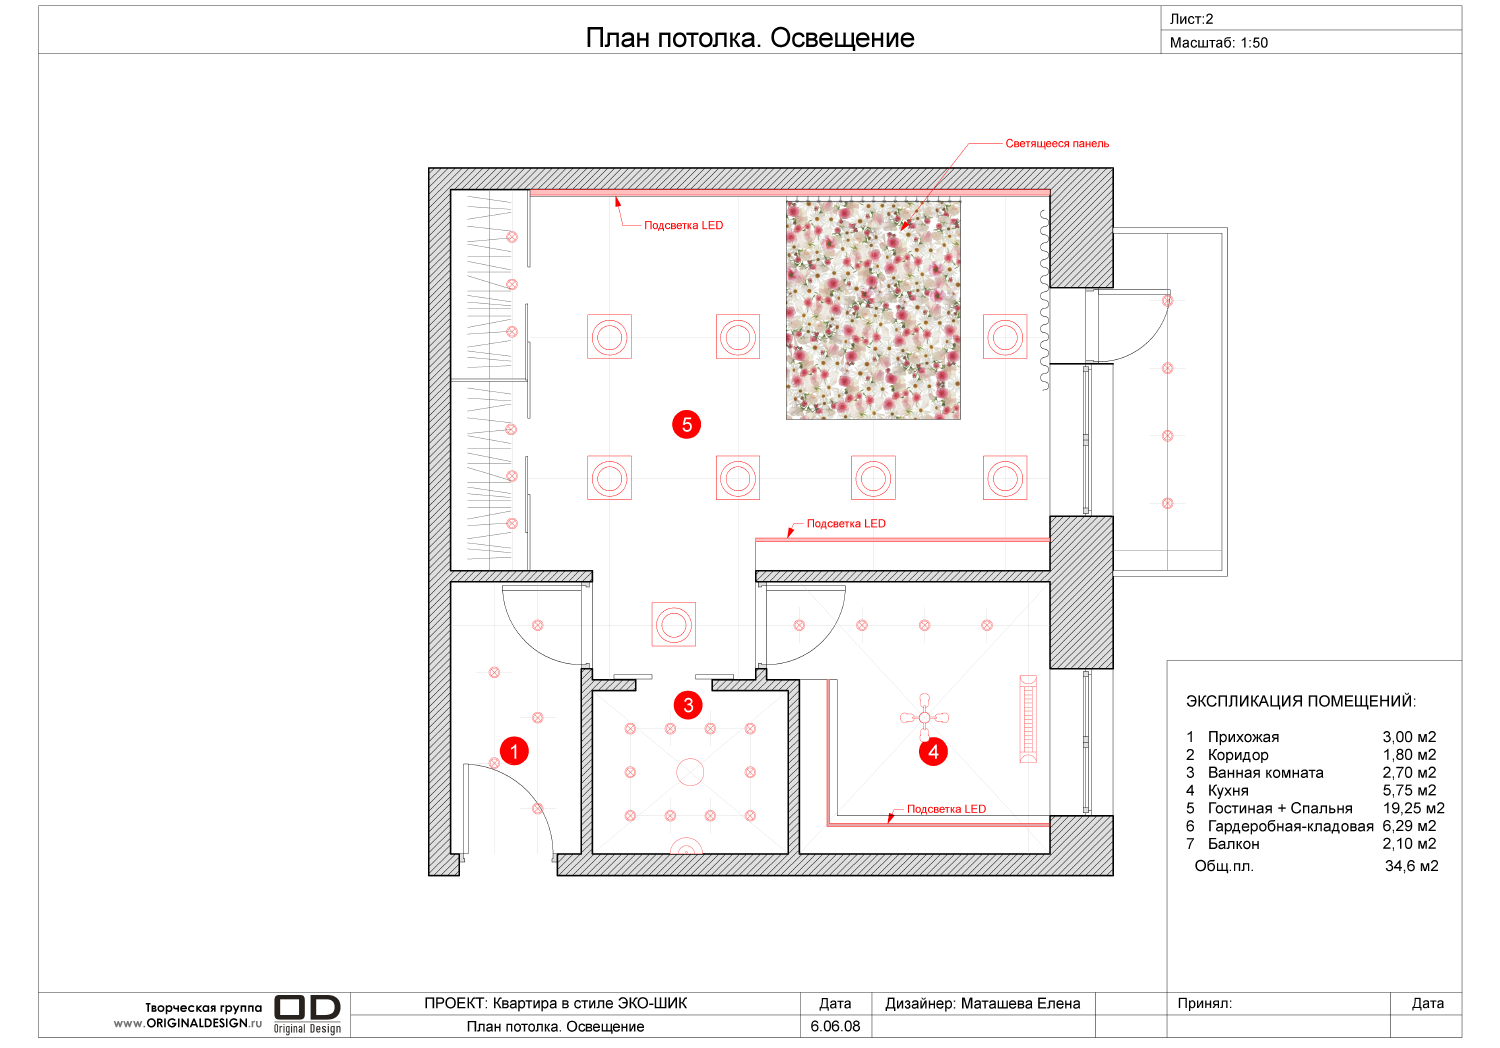 План потолка. Освещение
Лист:2
Масштаб: 1:50
Светящееся панель
Подсветка LED
5
Подсветка LED
3
1
4
Подсветка LED
ЭКСПЛИКАЦИЯ ПОМЕЩЕНИЙ:
1 Прихожая 3,00 м2
2 Коридор 1,80 м2
3 Ванная комната 2,70 м2
4 Кухня 5,75 м2
5 Гостиная + Спальня 19,25 м2
6 Гардеробная-кладовая 6,29 м2
7 Балкон 2,10 м2
Общ.пл. 34,6 м2
Творческая группа
www.ORIGINALDESIGN.ru
OD
Original Design
ПРОЕКТ: Квартира в стиле ЭКО-ШИК
План потолка. Освещение
Дата
6.06.08
Дизайнер: Маташева Елена
Принял:
Дата